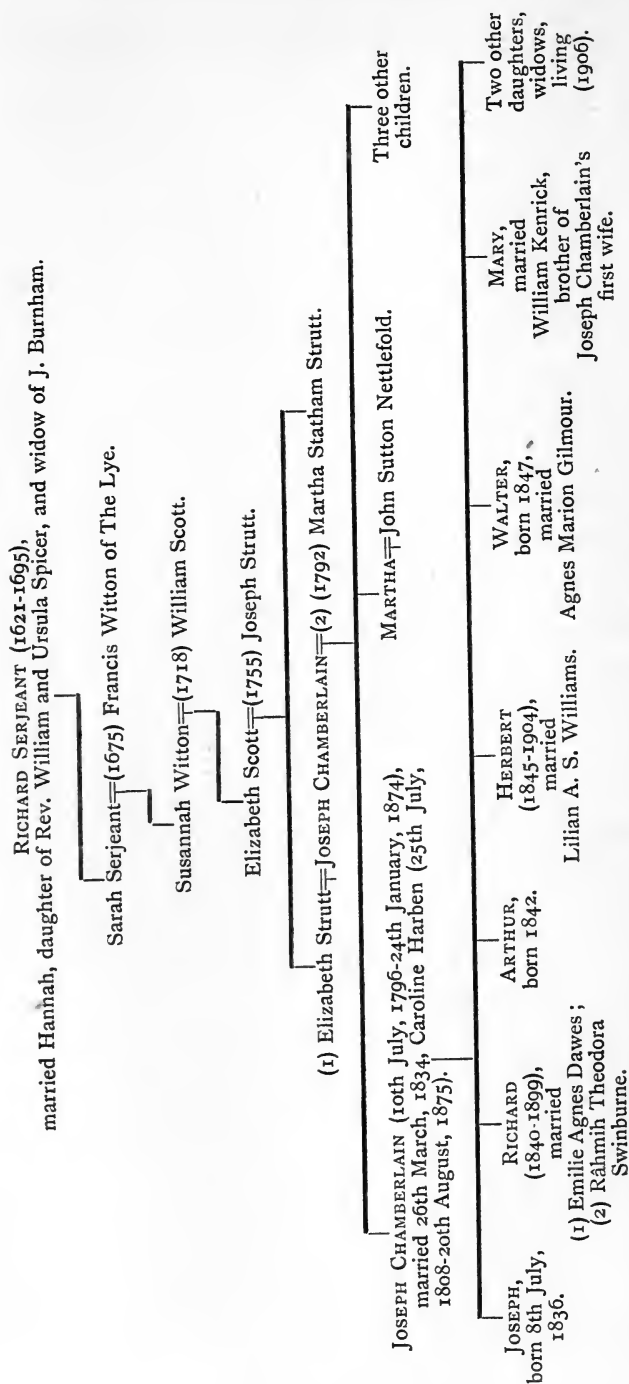 RICHARD SERJEANT (1621-1695),
married Hannah, daughter of Rev. William and Ursula Spicer, and widow of J. Burnham.
Sarah Serjeant=(1675) Francis Witton of The Lye.
Susannah Witton=(1718) William Scott.
Elizabeth Scott=(1755) Joseph Strutt.
(1) Elizabeth Strutt=JOSEPH CHAMBERLAIN=(2) (1792) Martha Statham Strutt.
JOSEPH CHAMBERLAIN (10th July, 1796-24th January, 1874),
married 26th March, 1834, Caroline Harben (25th July,
1808-20th August, 1875).
MARTHA=John Sutton Nettlefold.
Three other
children.
JOSEPH,
born 8th July,
1836.
RICHARD
(1840-1899),
married
(1) Emilie Agnes Dawes;
(2) Râhmih Theodora
Swinburne.
ARTHUR,
born 1842.
HERBERT
(1845-1904),
married
Lilian A. S. Williams.
WALTER,
born 1847,
married
Agnes Marion Gilmour.
MARY,
married
William Kenrick,
brother of
Joseph Chamberlain's
first wife.
Two other
daughters,
widows,
living
(1906).